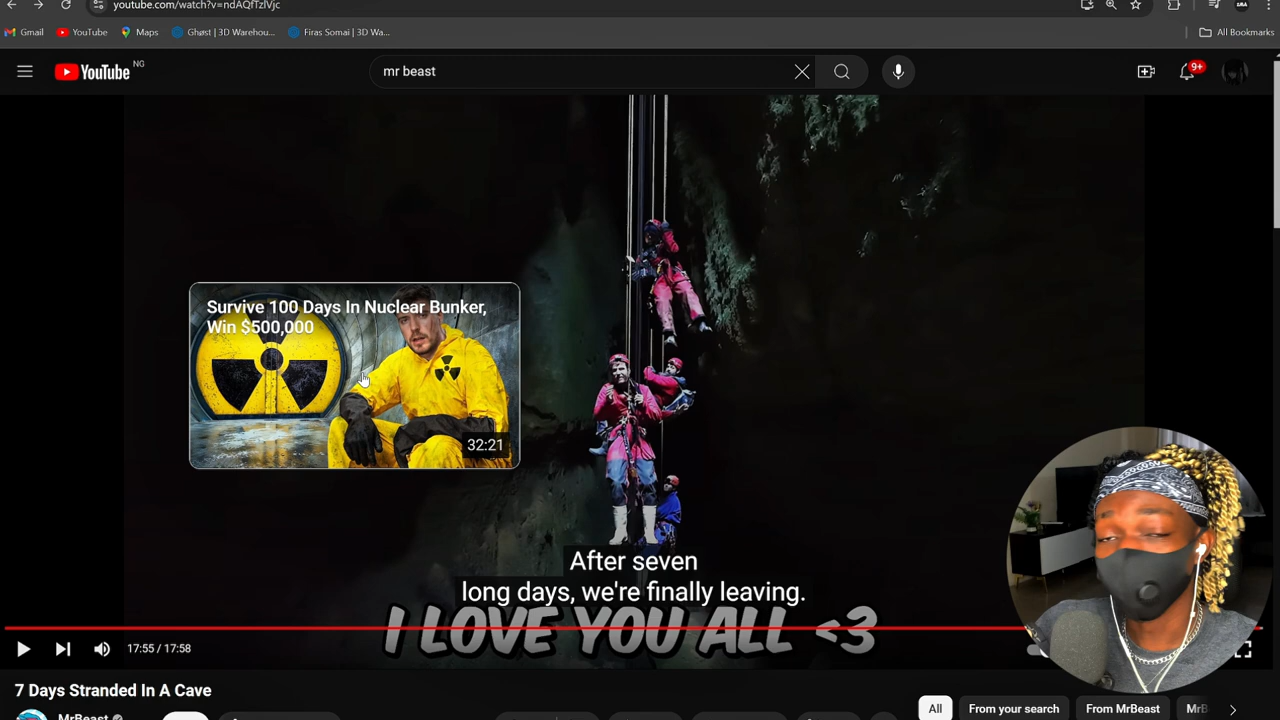 youtube.com/watch?v=ndAQfTzlVjc
Gmail YouTube Maps Ghøst | 3D Warehou... Firas Somai | 3D Wa... All Bookmarks
YouTube NG mr beast 9+
Survive 100 Days In Nuclear Bunker,
Win $500,000
32:21
After seven
long days, we're finally leaving.
I LOVE YOU ALL <3
17:55 / 17:58
7 Days Stranded In A Cave
MrBeast All From your search From MrBeast MrB